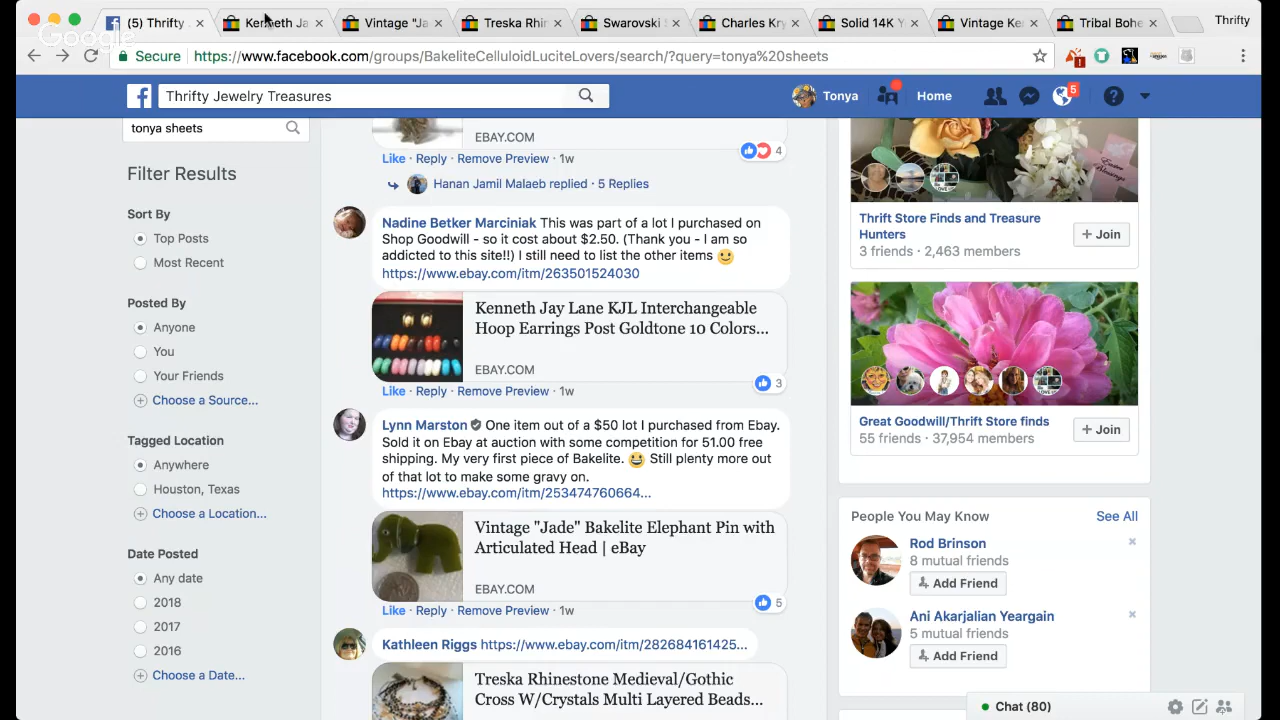 (5) Thrifty
Kenneth Ja
Vintage "Ja
Treska Rhin
Swarovski
Charles Kry
Solid 14K Y
Vintage Ken
Tribal Bohe
Thrifty
Google
Secure
https://www.facebook.com/groups/BakeliteCelluloidLuciteLovers/search/?query=tonya%20sheets
Thrifty Jewelry Treasures
Tonya
Home
5
tonya sheets
Filter Results
Sort By
Top Posts
Most Recent
Posted By
Anyone
You
Your Friends
Choose a Source...
Tagged Location
Anywhere
Houston, Texas
Choose a Location...
Date Posted
Any date
2018
2017
2016
Choose a Date...
EBAY.COM
Like · Reply · Remove Preview · 1w
4
Hanan Jamil Malaeb replied · 5 Replies
Nadine Betker Marciniak This was part of a lot I purchased on
Shop Goodwill - so it cost about $2.50. (Thank you - I am so
addicted to this site!!) I still need to list the other items
https://www.ebay.com/itm/263501524030
Kenneth Jay Lane KJL Interchangeable
Hoop Earrings Post Goldtone 10 Colors...
EBAY.COM
Like · Reply · Remove Preview · 1w
3
Lynn Marston One item out of a $50 lot I purchased from Ebay.
Sold it on Ebay at auction with some competition for 51.00 free
shipping. My very first piece of Bakelite. Still plenty more out
of that lot to make some gravy on.
https://www.ebay.com/itm/253474760664...
Vintage "Jade" Bakelite Elephant Pin with
Articulated Head | eBay
EBAY.COM
Like · Reply · Remove Preview · 1w
5
Kathleen Riggs https://www.ebay.com/itm/282684161425...
Treska Rhinestone Medieval/Gothic
Cross W/Crystals Multi Layered Beads...
Thrift Store Finds and Treasure
Hunters
3 friends · 2,463 members
+ Join
Great Goodwill/Thrift Store finds
55 friends · 37,954 members
+ Join
People You May Know
See All
Rod Brinson
8 mutual friends
Add Friend
Ani Akarjalian Yeargain
5 mutual friends
Add Friend
Chat (80)